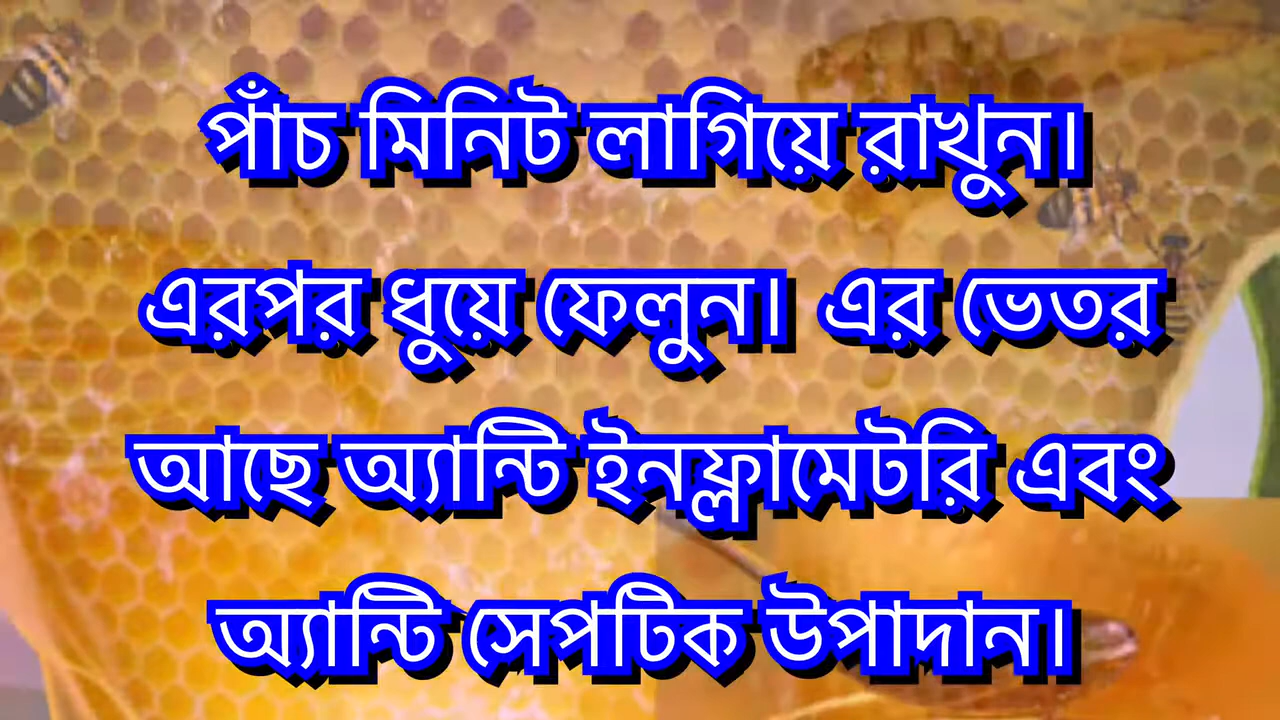 পাঁচ মিনিট লাগিয়ে রাখুন।
এরপর ধুয়ে ফেলুন। এর ভেতর
আছে অ্যান্টি ইনফ্লামেটরি এবং
অ্যান্টি সেপটিক উপাদান।